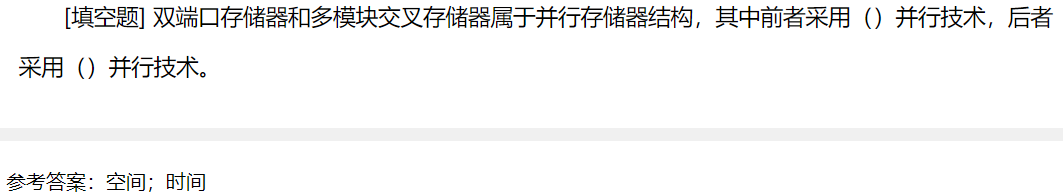 [填空题] 双端口存储器和多模块交叉存储器属于并行存储器结构，其中前者采用（）并行技术，后者
采用（）并行技术。
参考答案：空间；时间